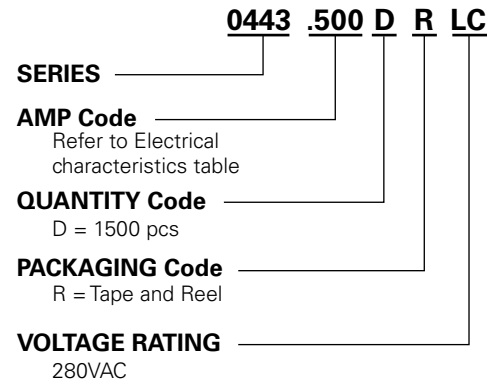 0443 .500 D R LC
SERIES
AMP Code
Refer to Electrical
characteristics table
QUANTITY Code
D = 1500 pcs
PACKAGING Code
R = Tape and Reel
VOLTAGE RATING
280VAC